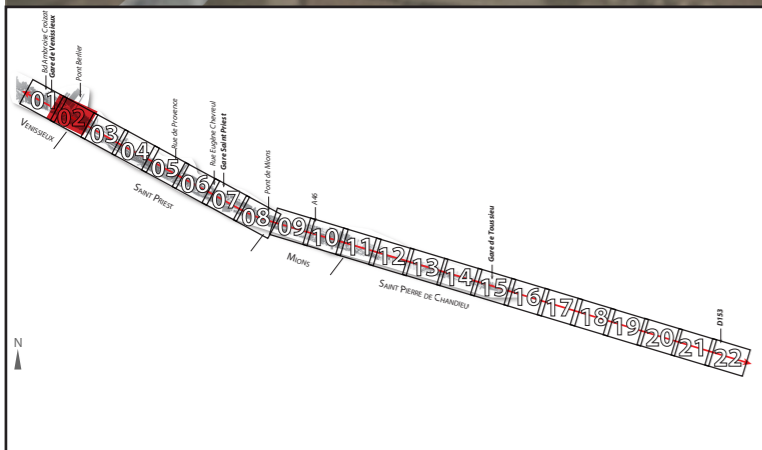 Bd Ambroise Croizat
Gare de Venissieux
Pont Berliet
Rue de Provence
Rue Eugène Chevreul
Gare Saint Priest
Pont de Mions
A46
Gare de Toussieu
D153
01
02
03
04
05
06
07
08
09
10
11
12
13
14
15
16
17
18
19
20
21
22
VENISSIEUX
SAINT PRIEST
MIONS
SAINT PIERRE DE CHANDIEU
N